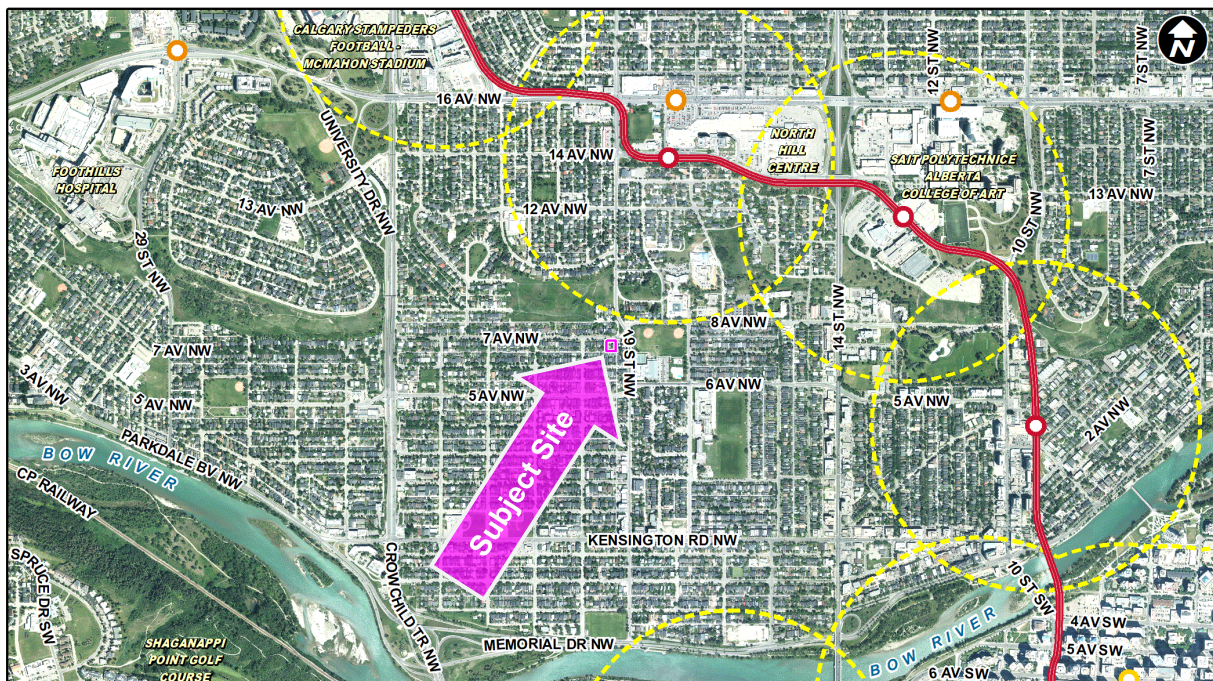 CALGARY STAMPEDERS
FOOTBALL -
MCMAHON STADIUM
12 ST NW
7 ST NW
N
16 AV NW
UNIVERSITY DR NW
14 AV NW
NORTH
HILL
CENTRE
SAIT POLYTECHNICE
ALBERTA
COLLEGE OF ART
7 ST NW
FOOTHILLS
HOSPITAL
13 AV NW
12 AV NW
13 AV NW
10 ST NW
29 ST NW
14 ST NW
7 AV NW
7 AV NW
19 ST NW
8 AV NW
3 AV NW
5 AV NW
5 AV NW
6 AV NW
5 AV NW
2 AV NW
PARKDALE BV NW
BOW RIVER
CP RAILWAY
Subject Site
KENSINGTON RD NW
SPRUCE DR SW
CROWCHILD TR NW
10 ST SW
SHAGANAPPI
POINT GOLF
COURSE
MEMORIAL DR NW
BOW RIVER
4 AV SW
5 AV SW
6 AV SW